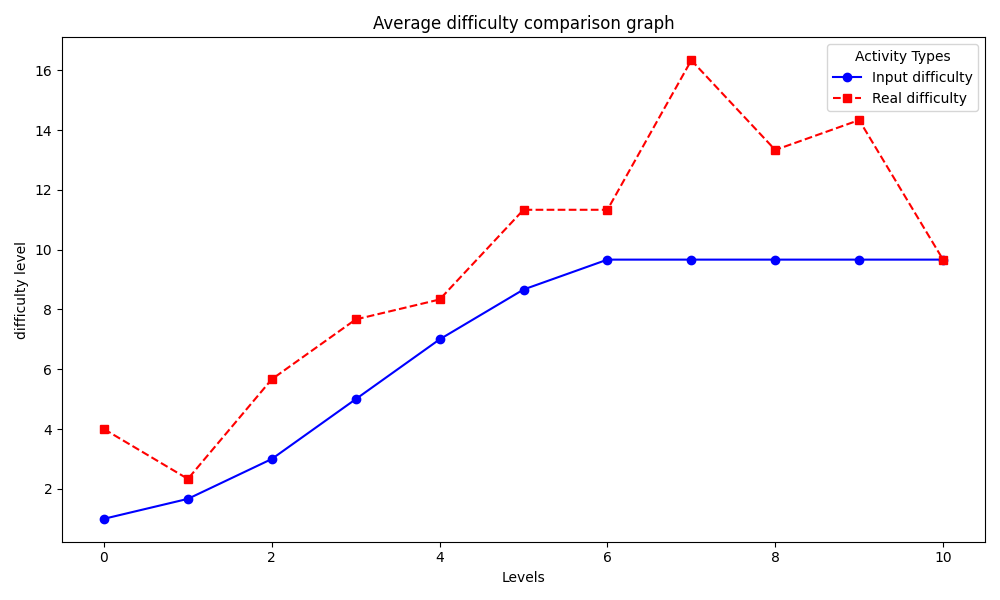 Average difficulty comparison graph
Activity Types
Input difficulty
Real difficulty
difficulty level
16
14
12
10
8
6
4
2
0 2 4 6 8 10
Levels